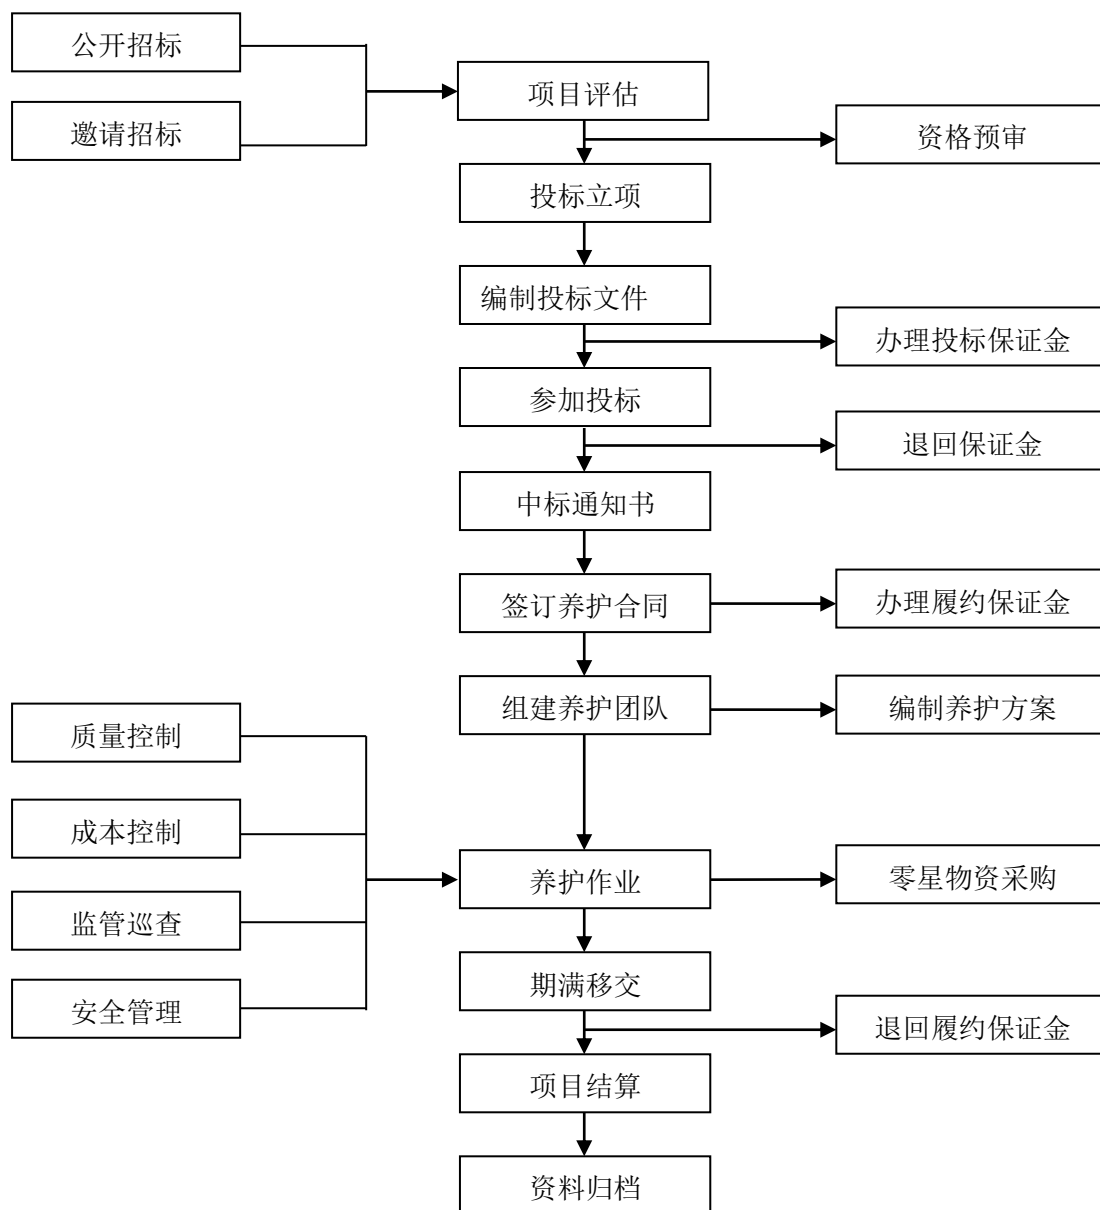 公开招标
邀请招标
项目评估
资格预审
投标立项
编制投标文件
办理投标保证金
参加投标
退回保证金
中标通知书
签订养护合同
办理履约保证金
组建养护团队
编制养护方案
质量控制
成本控制
养护作业
零星物资采购
监管巡查
期满移交
安全管理
退回履约保证金
项目结算
资料归档